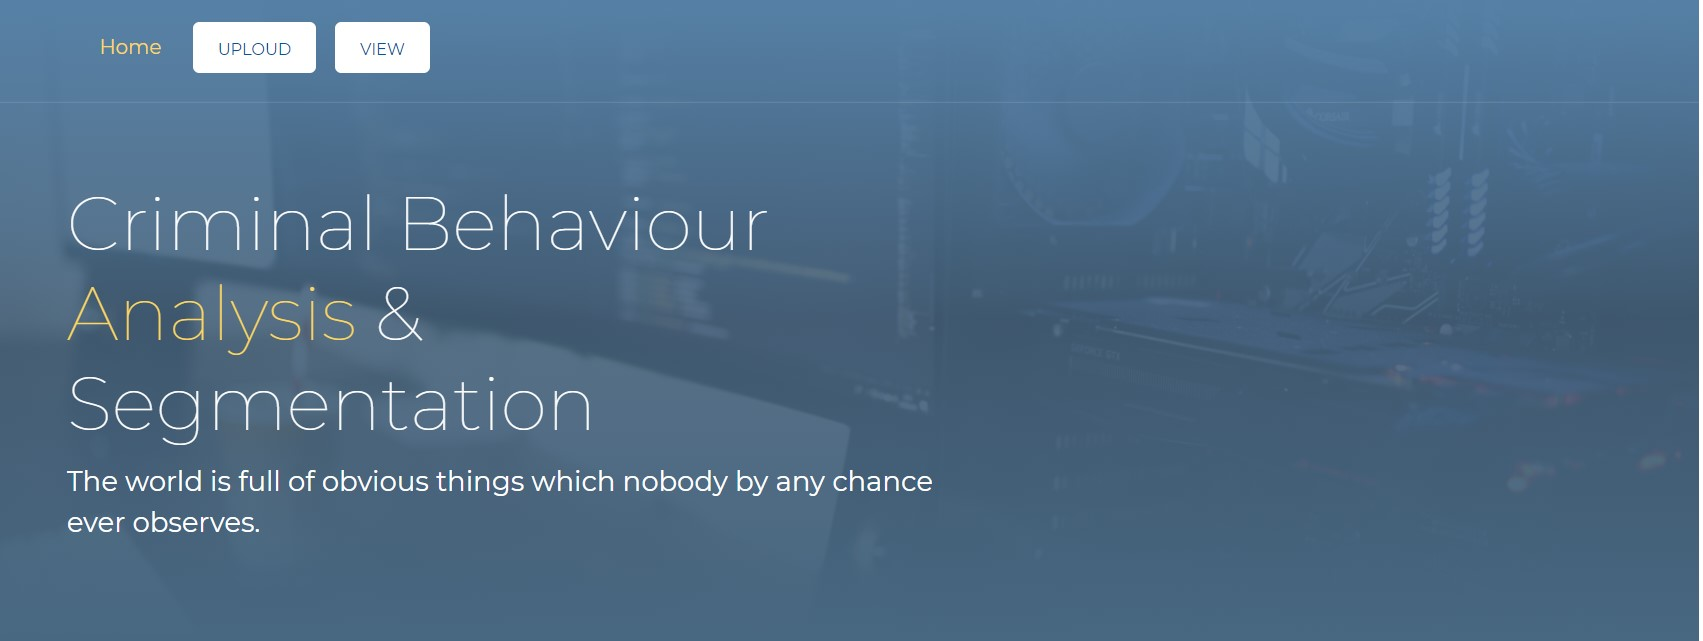 Home UPLOUD VIEW
Criminal Behaviour
Analysis &
Segmentation
The world is full of obvious things which nobody by any chance
ever observes.